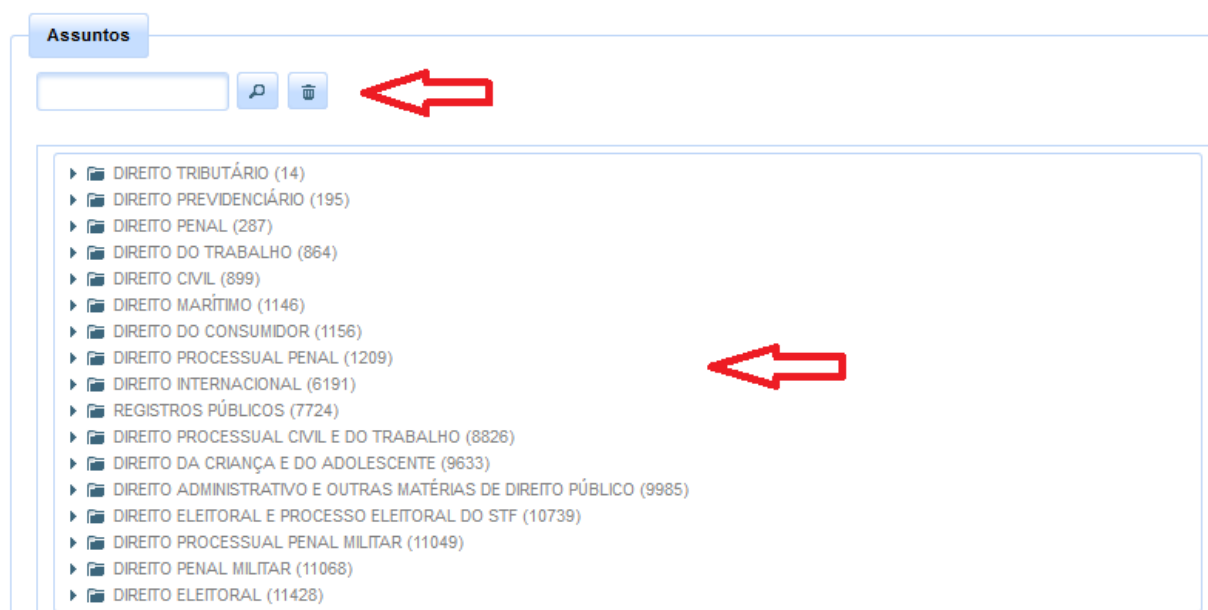 Assuntos
DIREITO TRIBUTÁRIO (14)
DIREITO PREVIDENCIÁRIO (195)
DIREITO PENAL (287)
DIREITO DO TRABALHO (864)
DIREITO CIVIL (899)
DIREITO MARÍTIMO (1146)
DIREITO DO CONSUMIDOR (1156)
DIREITO PROCESSUAL PENAL (1209)
DIREITO INTERNACIONAL (6191)
REGISTROS PÚBLICOS (7724)
DIREITO PROCESSUAL CIVIL E DO TRABALHO (8826)
DIREITO DA CRIANÇA E DO ADOLESCENTE (9633)
DIREITO ADMINISTRATIVO E OUTRAS MATÉRIAS DE DIREITO PÚBLICO (9985)
DIREITO ELEITORAL E PROCESSO ELEITORAL DO STF (10739)
DIREITO PROCESSUAL PENAL MILITAR (11049)
DIREITO PENAL MILITAR (11068)
DIREITO ELEITORAL (11428)